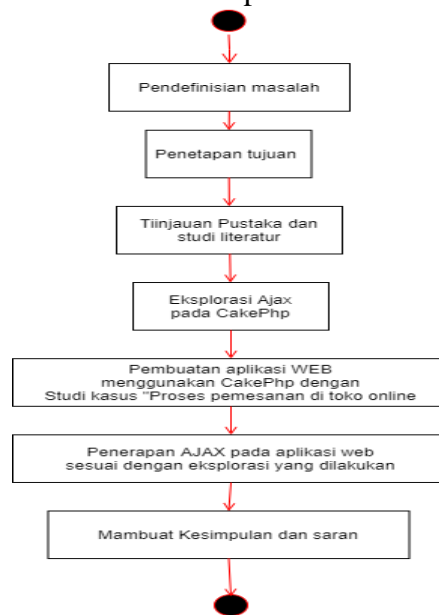 Pendefinisian masalah
Penetapan tujuan
Tiinjauan Pustaka dan
studi literatur
Eksplorasi Ajax
pada CakePhp
Pembuatan aplikasi WEB
menggunakan CakePhp dengan
Studi kasus "Proses pemesanan di toko online
Penerapan AJAX pada aplikasi web
sesuai dengan eksplorasi yang dilakukan
Mambuat Kesimpulan dan saran